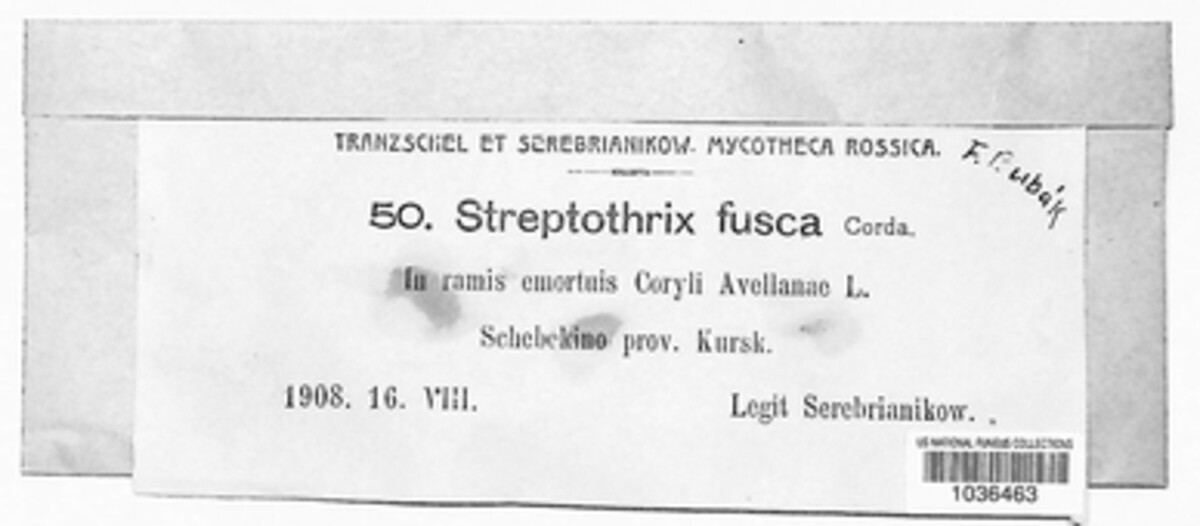 TRANZSCHEL ET SEREBRIANIKOW. MYCOTHECA ROSSICA.
F. Bubák
50. Streptothrix fusca Corda.
In ramis emortuis Coryli Avellanae L.
Schebekino prov. Kursk.
1908. 16. VIII.
Legit Serebrianikow.
US NATIONAL FUNGUS COLLECTIONS
1036463